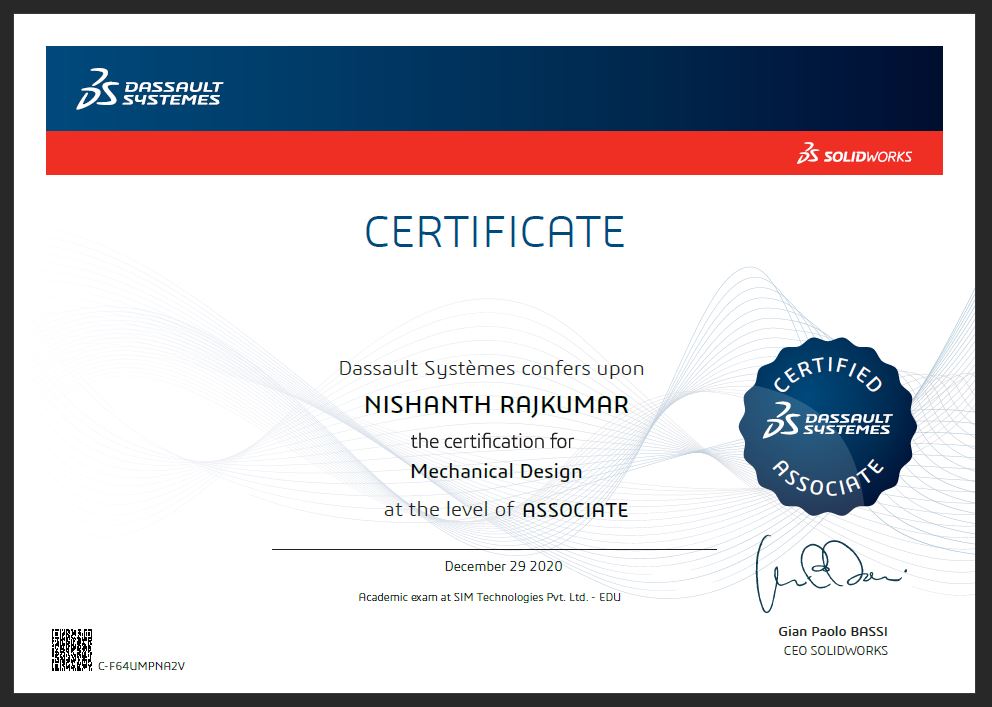 DASSAULT
SYSTEMES
SOLIDWORKS
CERTIFICATE
Dassault Systèmes confers upon
NISHANTH RAJKUMAR
the certification for
Mechanical Design
at the level of ASSOCIATE
CERTIFIED
DASSAULT
SYSTEMES
ASSOCIATE
December 29 2020
Academic exam at SIM Technologies Pvt. Ltd. - EDU
Gian Paolo BASSI
CEO SOLIDWORKS
C-F64UMPNA2V